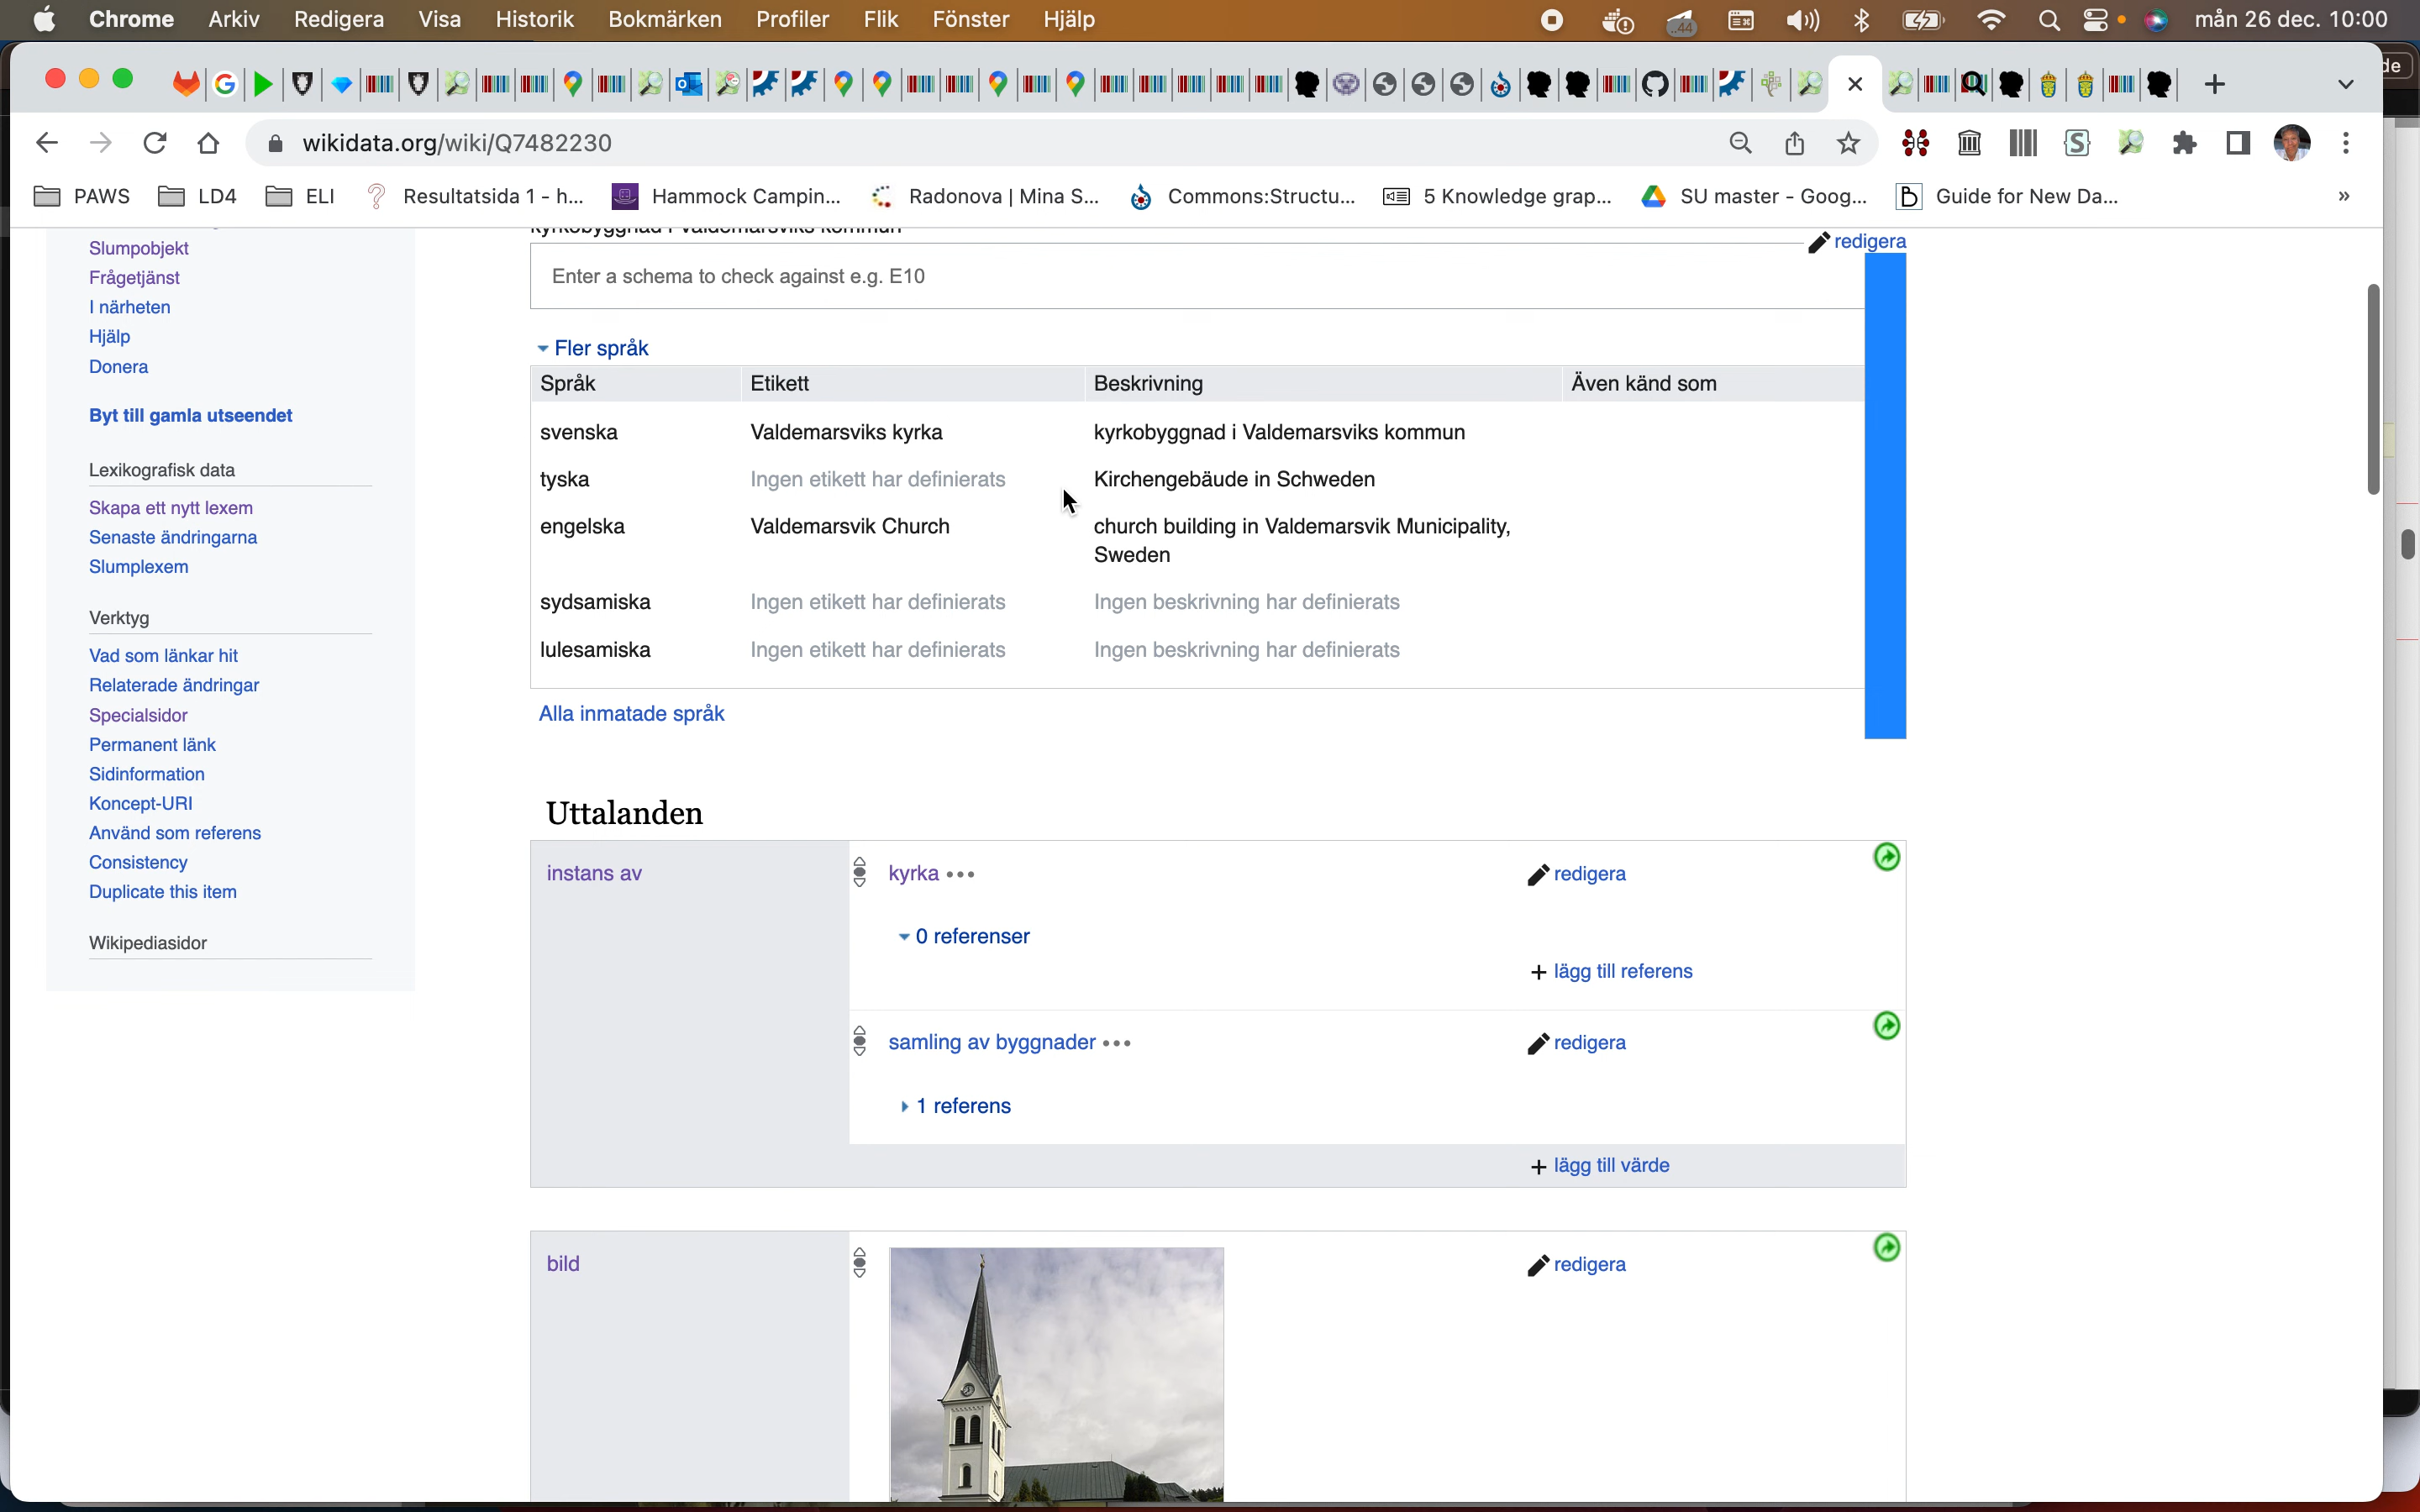 Chrome Arkiv Redigera Visa Historik Bokmärken Profiler Flik Fönster Hjälp
44
mån 26 dec. 10:00
de
wikidata.org/wiki/Q7482230
PAWS
LD4
ELI
Resultatsida 1 - h...
Hammock Campin...
Radonova | Mina S...
Commons:Structu...
5 Knowledge grap...
SU master - Goog...
Guide for New Da...
»
Slumpobjekt
Frågetjänst
I närheten
Hjälp
Donera
Byt till gamla utseendet
Lexikografisk data
Skapa ett nytt lexem
Senaste ändringarna
Slumplexem
Verktyg
Vad som länkar hit
Relaterade ändringar
Specialsidor
Permanent länk
Sidinformation
Koncept-URI
Använd som referens
Consistency
Duplicate this item
Wikipediasidor
kyrkobyggnad i Valdemarsviks kommun
redigera
Enter a schema to check against e.g. E10
Fler språk
Språk Etikett Beskrivning Även känd som
svenska Valdemarsviks kyrka kyrkobyggnad i Valdemarsviks kommun
tyska Ingen etikett har definierats Kirchengebäude in Schweden
engelska Valdemarsvik Church church building in Valdemarsvik Municipality,
Sweden
sydsamiska Ingen etikett har definierats Ingen beskrivning har definierats
lulesamiska Ingen etikett har definierats Ingen beskrivning har definierats
Alla inmatade språk
Uttalanden
instans av
kyrka •••
redigera
0 referenser
+ lägg till referens
samling av byggnader •••
redigera
1 referens
+ lägg till värde
bild
redigera